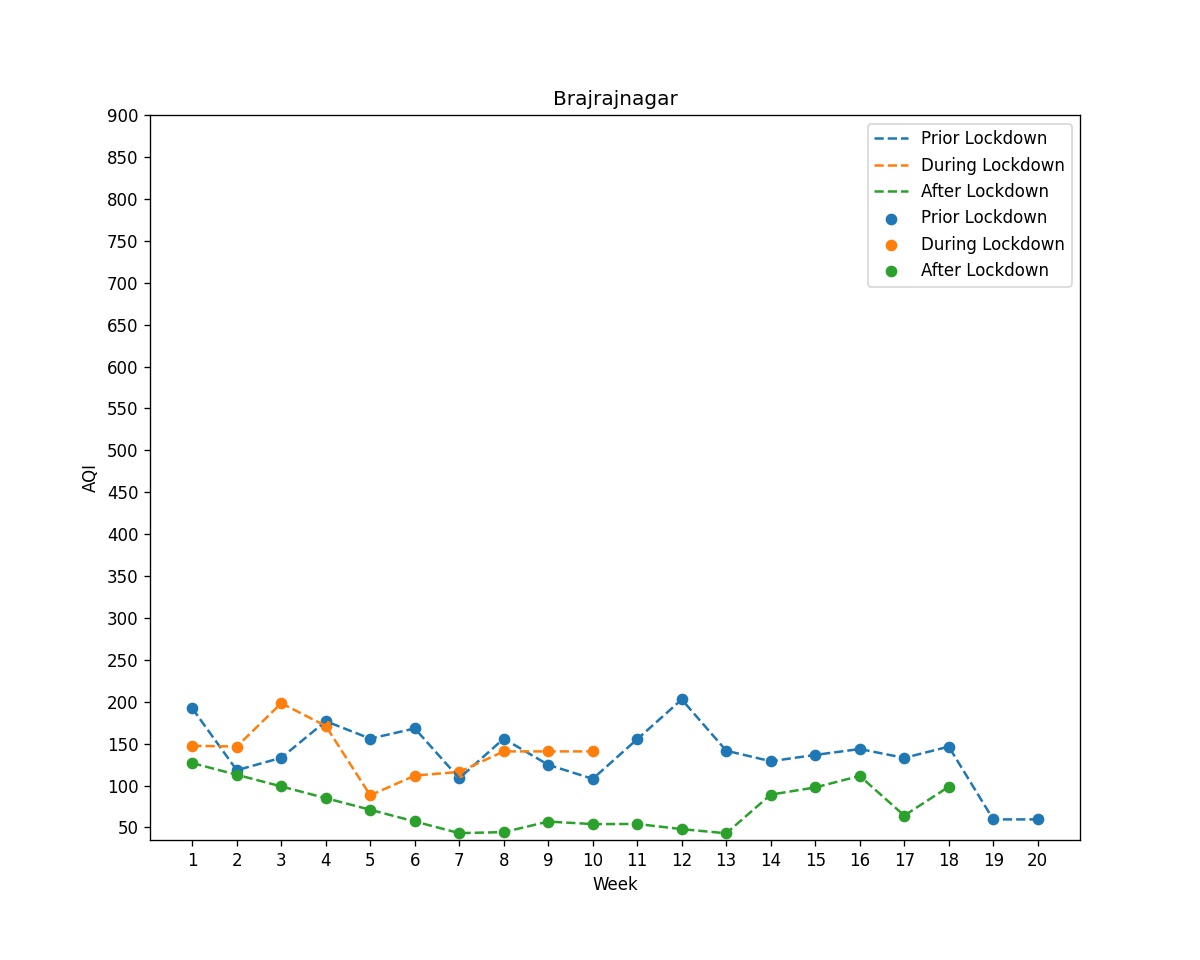 Brajrajnagar
900
850
800
750
700
650
600
550
500
450
400
350
300
250
200
150
100
50
AQI
Prior Lockdown
During Lockdown
After Lockdown
Prior Lockdown
During Lockdown
After Lockdown
1 2 3 4 5 6 7 8 9 10 11 12 13 14 15 16 17 18 19 20
Week